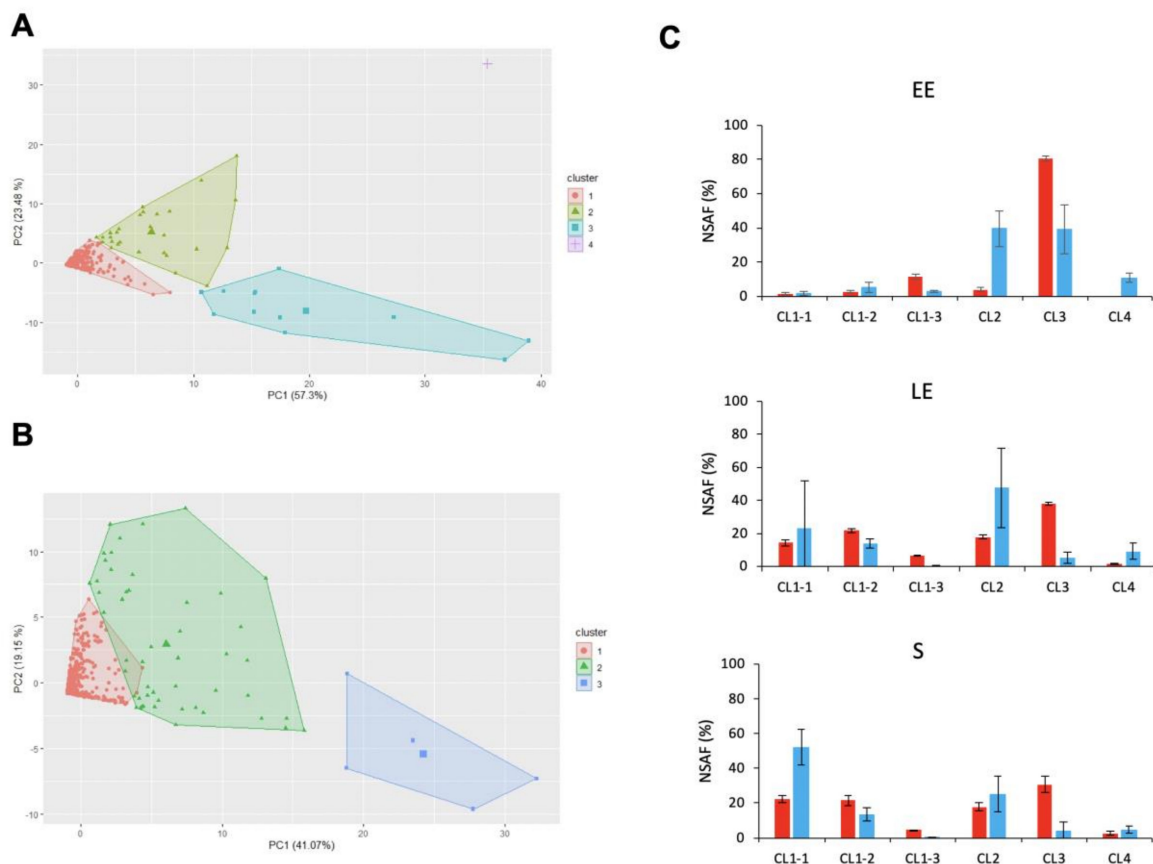 A
PC2 (23.48 %)
30
20
10
0
-10
0
10
20
30
40
PC1 (57.3%)
cluster
1
2
3
4
B
PC2 (19.15 %)
10
5
0
-5
-10
0
10
20
30
PC1 (41.07%)
cluster
1
2
3
C
EE
NSAF (%)
100
80
60
40
20
0
CL1-1 CL1-2 CL1-3 CL2 CL3 CL4
LE
NSAF (%)
100
80
60
40
20
0
CL1-1 CL1-2 CL1-3 CL2 CL3 CL4
S
NSAF (%)
100
80
60
40
20
0
CL1-1 CL1-2 CL1-3 CL2 CL3 CL4